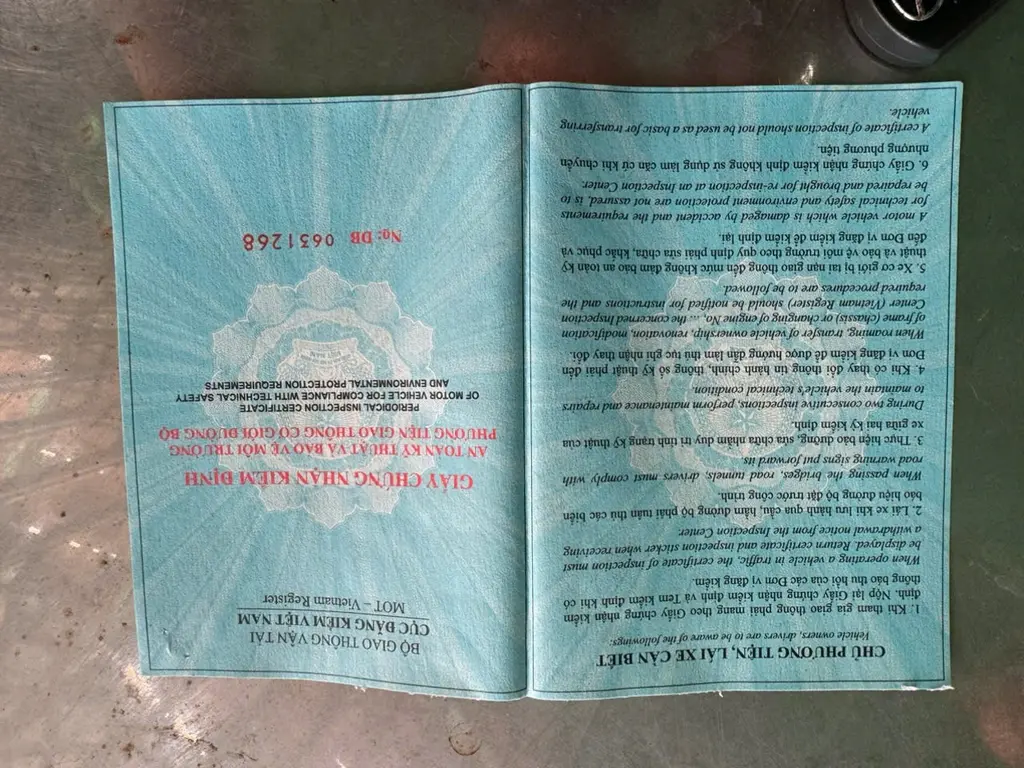 CHỦ PHƯƠNG TIỆN, LÁI XE CẦN BIẾT
Vehicle owners, drivers are to be aware of the followings:
1. Khi tham gia giao thông phải mang theo Giấy chứng nhận kiểm
định. Nộp lại Giấy chứng nhận kiểm định và Tem kiểm định khi có
thông báo thu hồi của các Đơn vị đăng kiểm.
When operating a vehicle in traffic, the certificate of inspection must
be displayed. Return certificate and inspection sticker when receiving
a withdrawal notice from the Inspection Center.
2. Lái xe khi lưu hành qua cầu, hầm đường bộ phải tuân thủ các biển
báo hiệu đường bộ đặt trước công trình.
When passing the bridges, road tunnels, drivers must comply with
road warning signs put forward its.
3. Thực hiện bảo dưỡng, sửa chữa nhằm duy trì tình trạng kỹ thuật của
xe giữa hai kỳ kiểm định.
During two consecutive inspections, perform maintenance and repairs
to maintain the vehicle's technical condition.
4. Khi có thay đổi thông tin hành chính, thông số kỹ thuật phải đến
Đơn vị đăng kiểm để được hướng dẫn làm thủ tục ghi nhận thay đổi.
When roaming, transfer of vehicle ownership, renovation, modification
of frame (chassis) or changing of engine No, ... the concerned Inspection
Center (Vietnam Register) should be notified for instructions and the
required procedures are to be followed.
5. Xe cơ giới bị tai nạn giao thông đến mức không đảm bảo an toàn kỹ
thuật và bảo vệ môi trường theo quy định phải sửa chữa, khắc phục và
đến Đơn vị đăng kiểm để kiểm định lại.
A motor vehicle which is damaged by accident and the requirements
for technical safety and environment protection are not assured is to
be repaired and brought for re-inspection at an Inspection Center.
6. Giấy chứng nhận kiểm định không sử dụng làm căn cứ khi chuyển
nhượng phương tiện.
A certificate of inspection should not be used as a basic for transferring
vehicle.
BỘ GIAO THÔNG VẬN TẢI
CỤC ĐĂNG KIỂM VIỆT NAM
MOT – Vietnam Register
GIẤY CHỨNG NHẬN KIỂM ĐỊNH
AN TOÀN KỸ THUẬT VÀ BẢO VỆ MÔI TRƯỜNG
PHƯƠNG TIỆN GIAO THÔNG CƠ GIỚI ĐƯỜNG BỘ
PERIODICAL INSPECTION CERTIFICATE
OF MOTOR VEHICLE FOR COMPLIANCE WITH TECHNICAL SAFETY
AND ENVIRONMENTAL PROTECTION REQUIREMENTS
No: DB